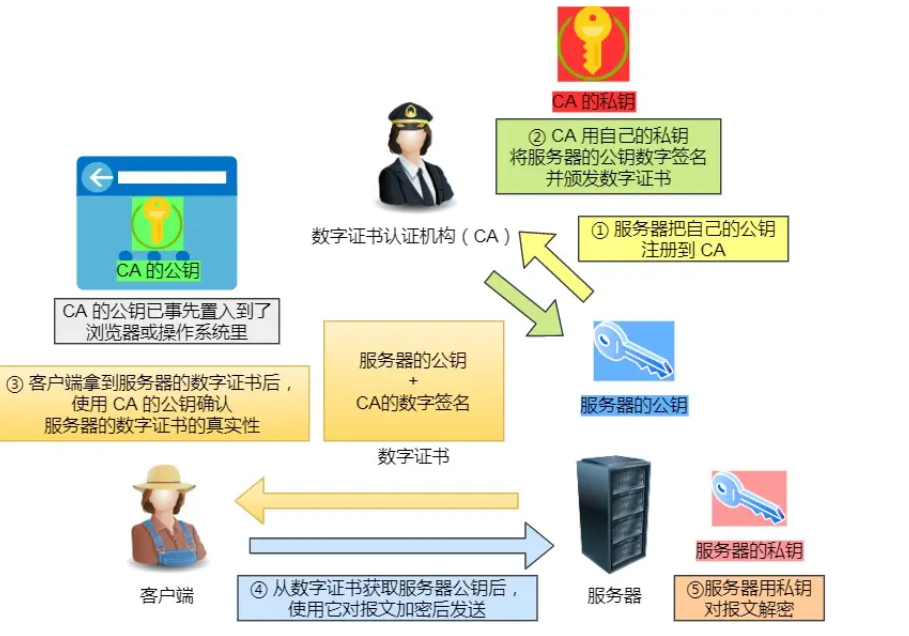 CA 的私钥
② CA 用自己的私钥
将服务器的公钥数字签名
并颁发数字证书
数字证书认证机构（CA）
① 服务器把自己的公钥
注册到 CA
CA 的公钥
CA 的公钥已事先置入到了
浏览器或操作系统里
服务器的公钥
+
CA的数字签名
数字证书
服务器的公钥
③ 客户端拿到服务器的数字证书后，
使用 CA 的公钥确认
服务器的数字证书的真实性
服务器的私钥
客户端
④ 从数字证书获取服务器公钥后，
使用它对报文加密后发送
服务器
⑤服务器用私钥
对报文解密